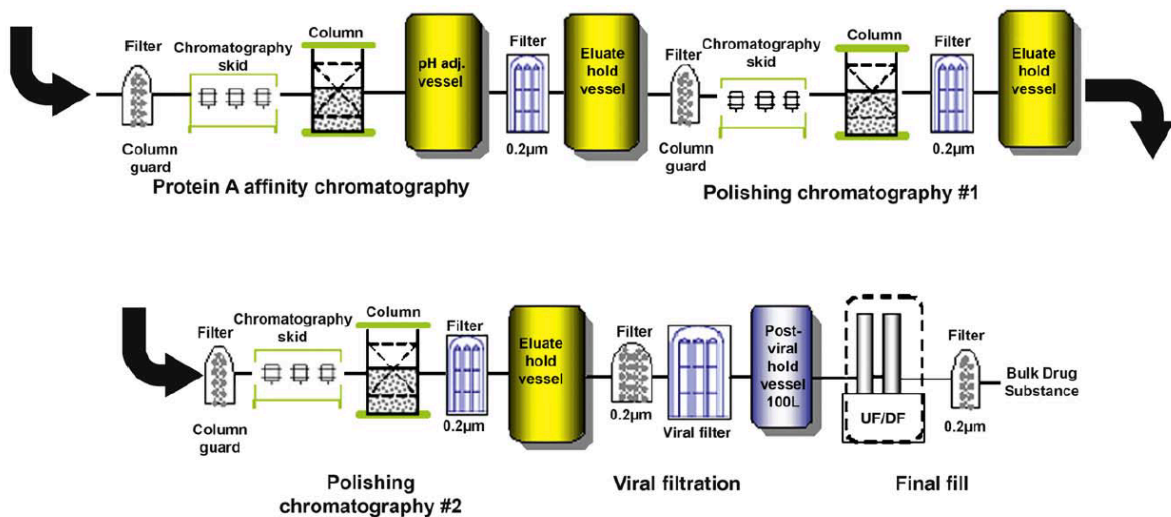 Filter
Chromatography
skid
Column
pH adj.
vessel
Filter
Eluate
hold
vessel
Filter
Chromatography
skid
Column
Filter
Eluate
hold
vessel
Column
guard
0.2µm
Column
guard
0.2µm
Protein A affinity chromatography
Polishing chromatography #1
Filter
Chromatography
skid
Column
Filter
Eluate
hold
vessel
Filter
Post-
viral
hold
vessel
100L
Filter
Bulk Drug
Substance
Column
guard
0.2µm
0.2µm
Viral filter
UF/DF
0.2µm
Polishing
chromatography #2
Viral filtration
Final fill